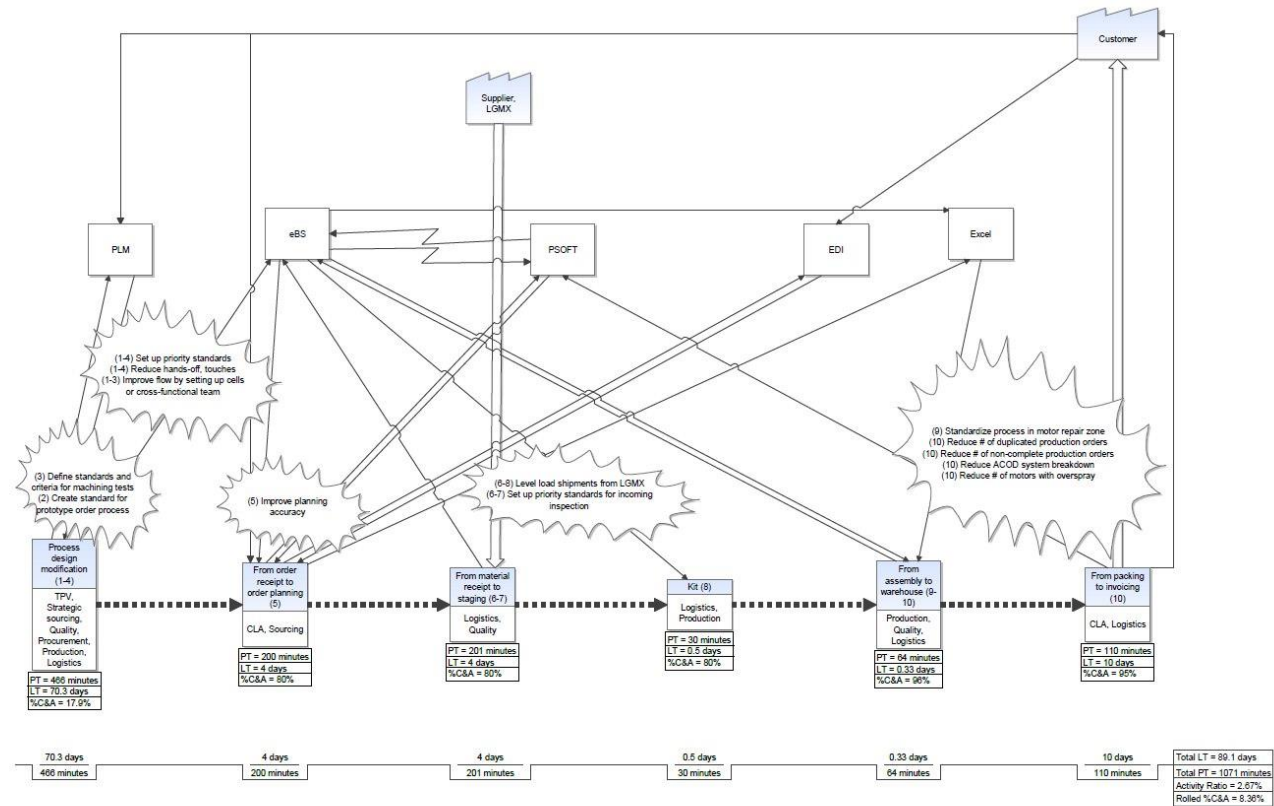 Customer
Supplier,
LGMX
PLM
eBS
PSOFT
EDI
Excel
(1-4) Set up priority standards
(1-4) Reduce hands-off, touches
(1-3) Improve flow by setting up cells
or cross-functional team
(3) Define standards and
criteria for machining tests
(2) Create standard for
prototype order process
(5) Improve planning
accuracy
(6-8) Level load shipments from LGMX
(6-7) Set up priority standards for incoming
inspection
(9) Standardize process in motor repair zone
(10) Reduce # of duplicated production orders
(10) Reduce # of non-complete production orders
(10) Reduce ACOD system breakdown
(10) Reduce # of motors with overspray
Process
design
modification
(1-4)
TPV,
Strategic
sourcing,
Quality,
Procurement,
Production,
Logistics
PT = 466 minutes
LT = 70.3 days
%C&A = 17.9%
From order
receipt to
order planning
(5)
CLA, Sourcing
PT = 200 minutes
LT = 4 days
%C&A = 80%
From material
receipt to
staging (6-7)
Logistics,
Quality
PT = 201 minutes
LT = 4 days
%C&A = 80%
Kit (8)
Logistics,
Production
PT = 30 minutes
LT = 0.5 days
%C&A = 80%
From
assembly to
warehouse (9-
10)
Production,
Quality,
Logistics
PT = 64 minutes
LT = 0.33 days
%C&A = 96%
From packing
to invoicing
(10)
CLA, Logistics
PT = 110 minutes
LT = 10 days
%C&A = 95%
70.3 days
466 minutes
4 days
200 minutes
4 days
201 minutes
0.5 days
30 minutes
0.33 days
64 minutes
10 days
110 minutes
Total LT = 89.1 days
Total PT = 1071 minutes
Activity Ratio = 2.67%
Rolled %C&A = 8.36%